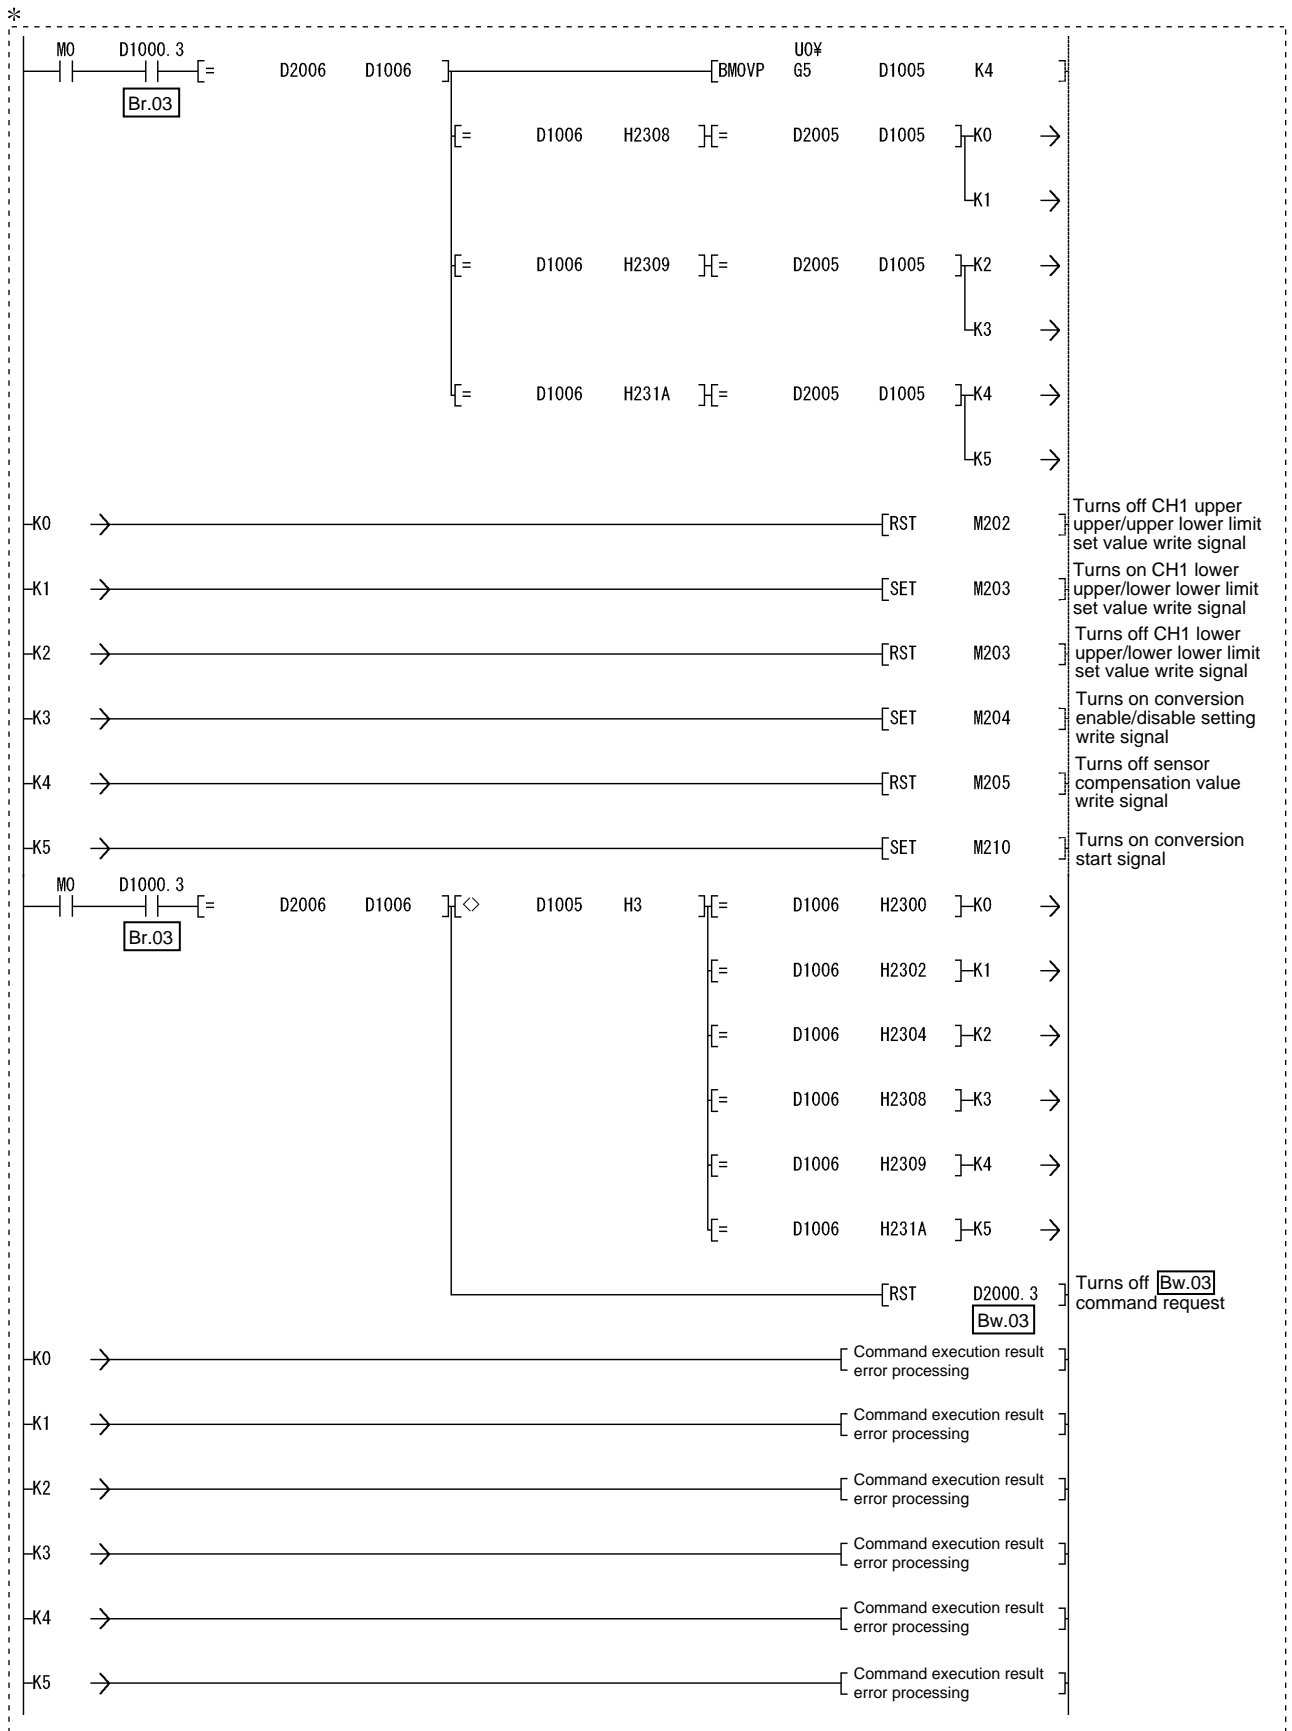 *
M0 D1000.3 U0¥
[= D2006 D1006 ] [BMOVP G5 D1005 K4 ]
Br.03
[= D1006 H2308 ] [= D2005 D1005 ] K0
K1
[= D1006 H2309 ] [= D2005 D1005 ] K2
K3
[= D1006 H231A ] [= D2005 D1005 ] K4
K5
K0 [RST M202 ] Turns off CH1 upper
upper/upper lower limit
set value write signal
K1 [SET M203 ] Turns on CH1 lower
upper/lower lower limit
set value write signal
K2 [RST M203 ] Turns off CH1 lower
upper/lower lower limit
set value write signal
K3 [SET M204 ] Turns on conversion
enable/disable setting
write signal
K4 [RST M205 ] Turns off sensor
compensation value
write signal
K5 [SET M210 ] Turns on conversion
start signal
M0 D1000.3
[= D2006 D1006 ] [<> D1005 H3 ] [= D1006 H2300 ] K0
Br.03
[= D1006 H2302 ] K1
[= D1006 H2304 ] K2
[= D1006 H2308 ] K3
[= D1006 H2309 ] K4
[= D1006 H231A ] K5
[RST D2000.3 ] Turns off Bw.03
command request
Bw.03
K0 [ Command execution result
error processing ]
K1 [ Command execution result
error processing ]
K2 [ Command execution result
error processing ]
K3 [ Command execution result
error processing ]
K4 [ Command execution result
error processing ]
K5 [ Command execution result
error processing ]